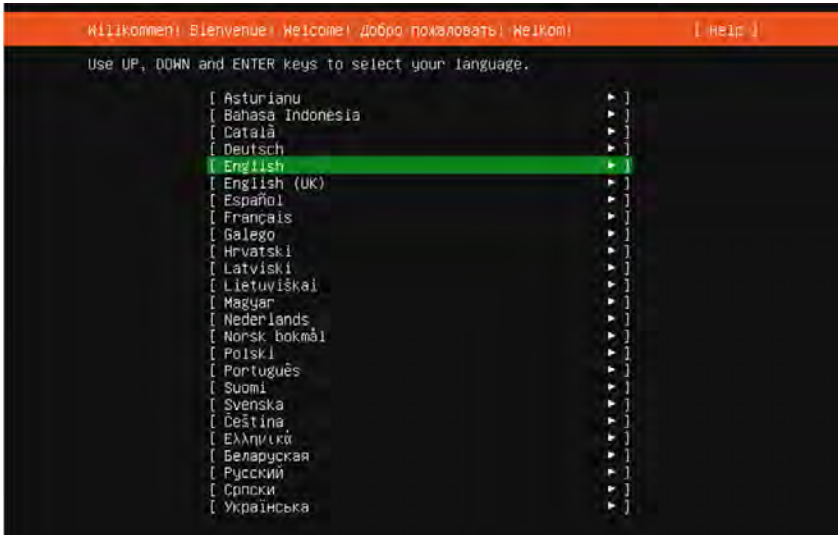 Willkommen! Bienvenue! Welcome! Добро пожаловать! Welkom! [ Help ]
Use UP, DOWN and ENTER keys to select your language.
[ Asturianu ► ]
[ Bahasa Indonesia ► ]
[ Català ► ]
[ Deutsch ► ]
[ English ► ]
[ English (UK) ► ]
[ Español ► ]
[ Français ► ]
[ Galego ► ]
[ Hrvatski ► ]
[ Latviski ► ]
[ Lietuviškai ► ]
[ Magyar ► ]
[ Nederlands ► ]
[ Norsk bokmål ► ]
[ Polski ► ]
[ Português ► ]
[ Suomi ► ]
[ Svenska ► ]
[ Čeština ► ]
[ Ελληνικά ► ]
[ Беларуская ► ]
[ Русский ► ]
[ Српски ► ]
[ Українська ► ]